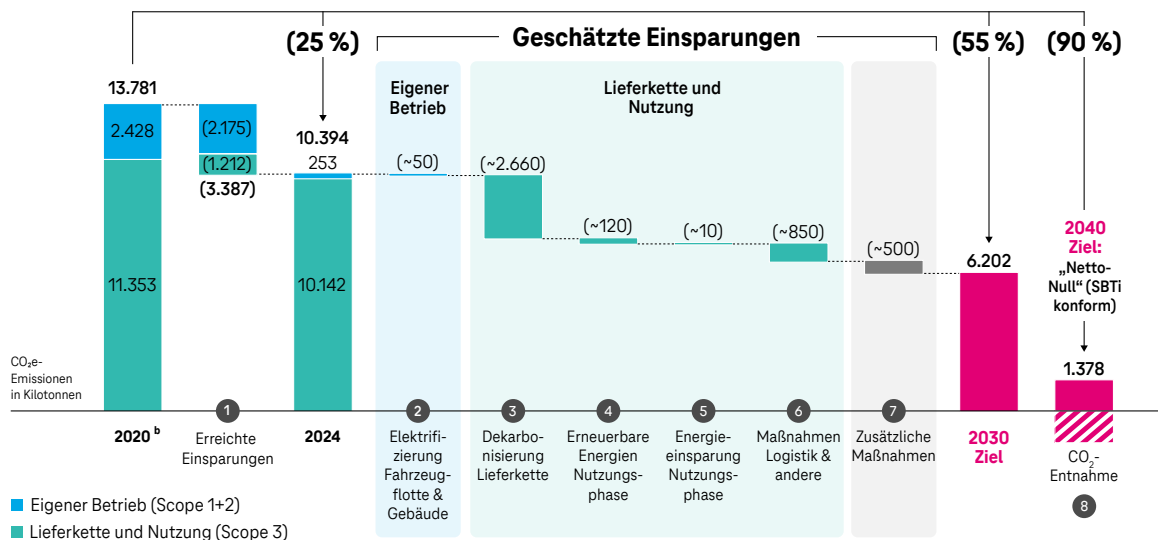 (25 %)
Geschätzte Einsparungen
(55 %)
(90 %)
13.781
2.428
11.353
(2.175)
(1.212)
(3.387)
10.394
253
10.142
Eigener
Betrieb
(~50)
Lieferkette und
Nutzung
(~2.660)
(~120)
(~10)
(~850)
(~500)
6.202
2040
Ziel:
„Netto-
Null“ (SBTi
konform)
1.378
CO₂e-
Emissionen
in Kilotonnen
2020 ᵇ
1
Erreichte
Einsparungen
2024
2
Elektrifi-
zierung
Fahrzeug-
flotte &
Gebäude
3
Dekarbo-
nisierung
Lieferkette
4
Erneuerbare
Energien
Nutzungs-
phase
5
Energie-
einsparung
Nutzungs-
phase
6
Maßnahmen
Logistik &
andere
7
Zusätzliche
Maßnahmen
2030
Ziel
CO₂-
Entnahme
8
Eigener Betrieb (Scope 1+2)
Lieferkette und Nutzung (Scope 3)